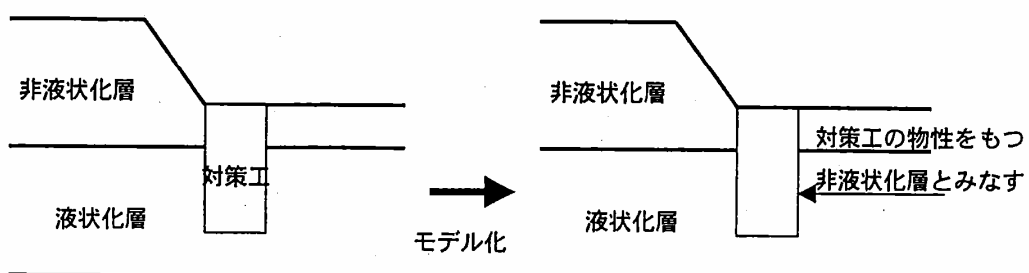 非液状化層
対策工
液状化層
モデル化
非液状化層
対策工の物性をもつ
非液状化層とみなす
液状化層